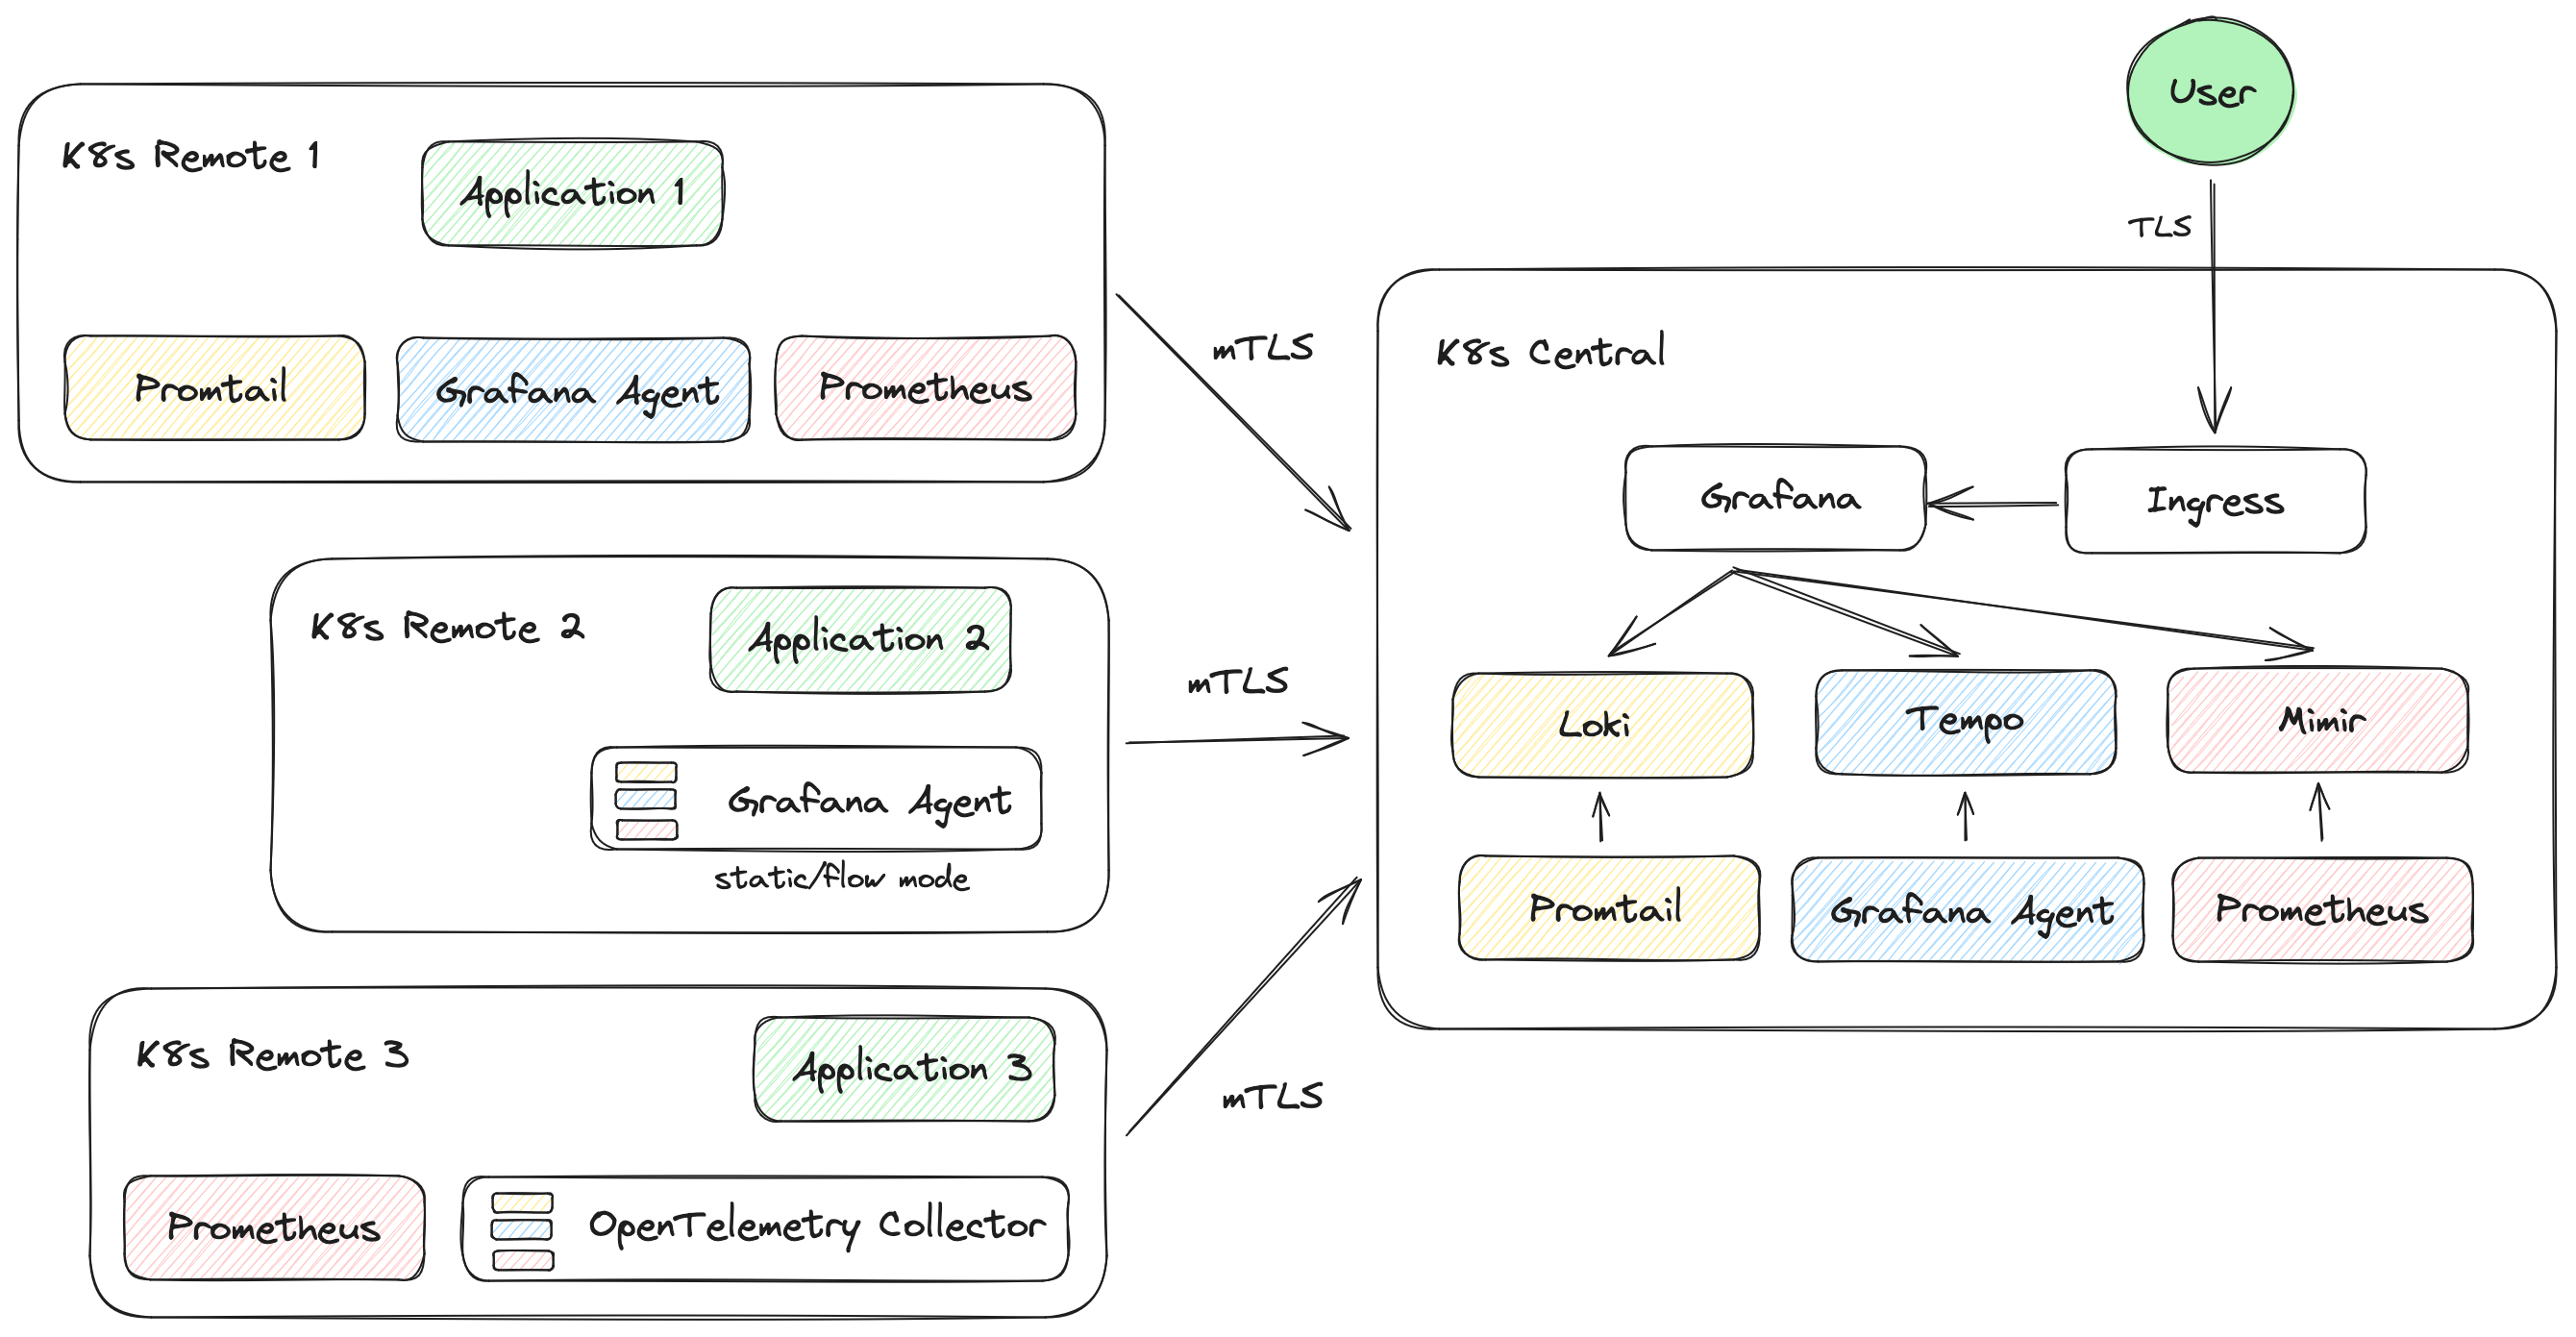 User
TLS
K8s Remote 1
Application 1
Promtail
Grafana Agent
Prometheus
mTLS
K8s Remote 2
Application 2
Grafana Agent
static/flow mode
mTLS
K8s Remote 3
Application 3
Prometheus
OpenTelemetry Collector
mTLS
K8s Central
Grafana
Ingress
Loki
Tempo
Mimir
Promtail
Grafana Agent
Prometheus